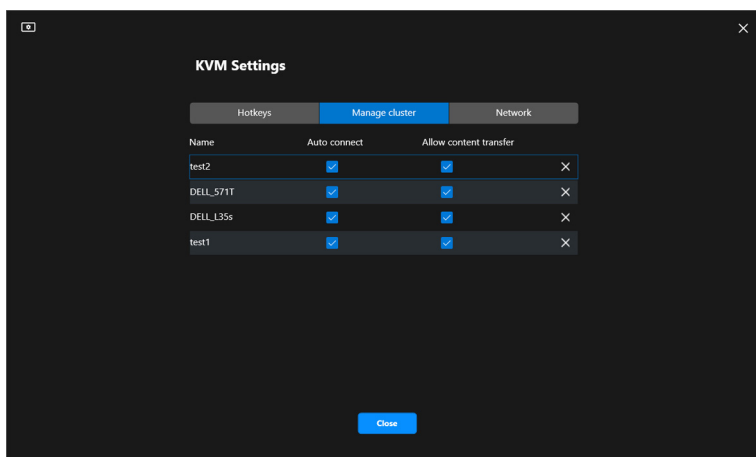 KVM Settings
Hotkeys Manage cluster Network
Name Auto connect Allow content transfer
test2
DELL_571T
DELL_L35s
test1
Close